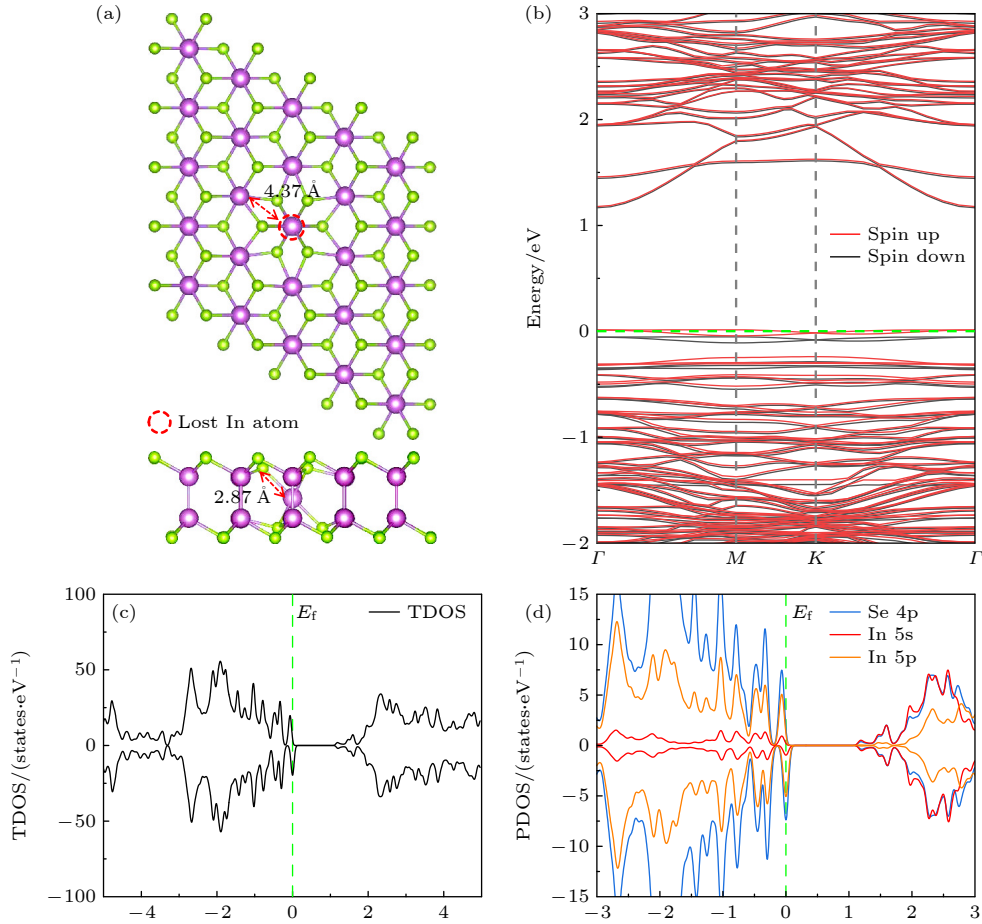 (a)
4.37 Å
Lost In atom
2.87 Å
(b)
3
2
1
0
−1
−2
Energy/eV
Spin up
Spin down
Γ M K Γ
(c)
100
50
0
−50
−100
TDOS/(states·eV⁻¹)
E_f
TDOS
−4 −2 0 2 4
(d)
15
10
5
0
−5
−10
−15
PDOS/(states·eV⁻¹)
E_f
Se 4p
In 5s
In 5p
−3 −2 −1 0 1 2 3